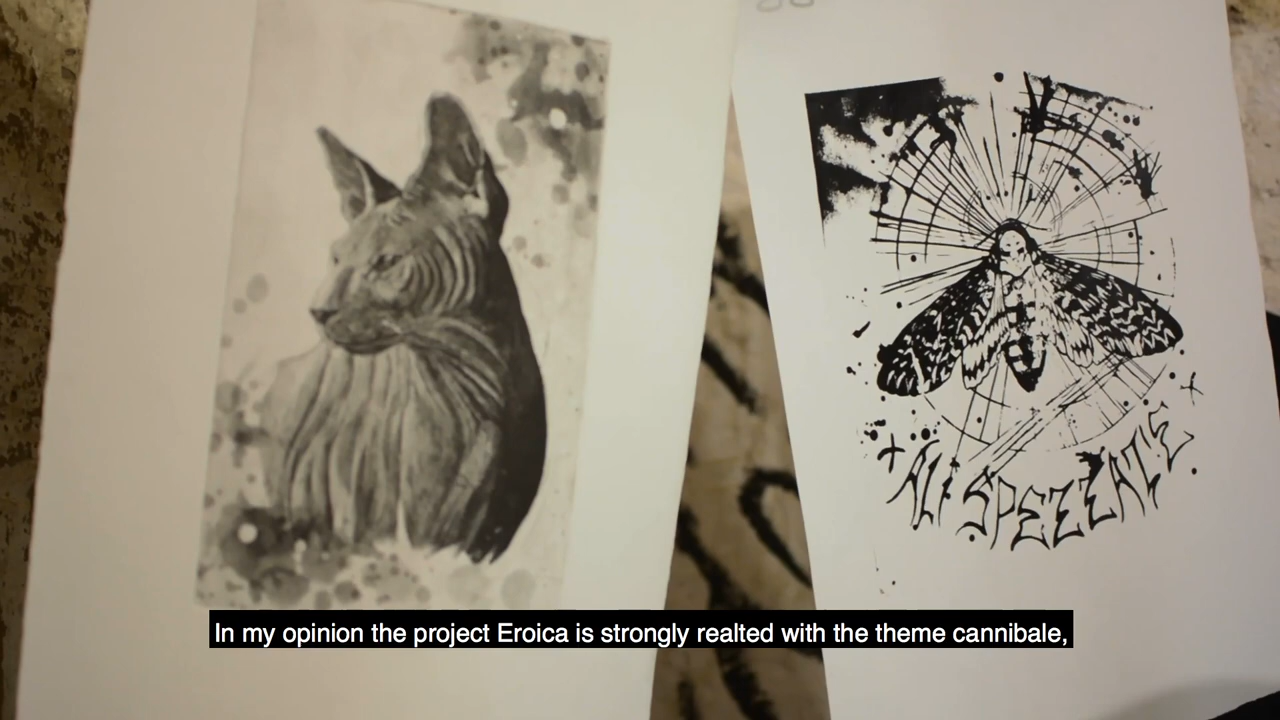 ALI SPEZZATE
In my opinion the project Eroica is strongly realted with the theme cannibale,